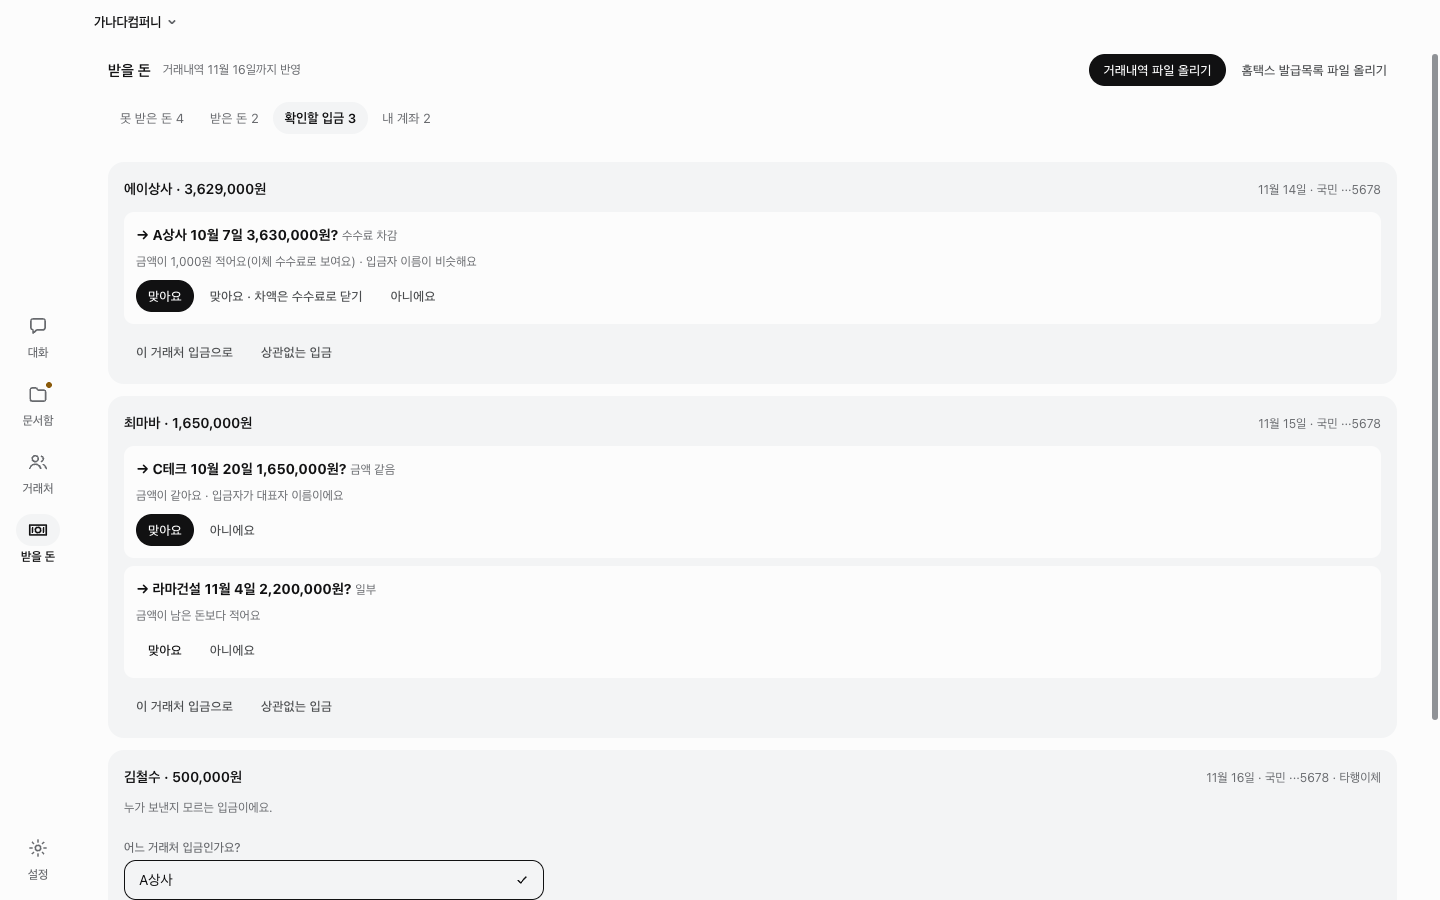 가나다컴퍼니
받을 돈 거래내역 11월 16일까지 반영
거래내역 파일 올리기 홈택스 발급목록 파일 올리기
못 받은 돈 4 받은 돈 2 확인할 입금 3 내 계좌 2
에이상사 · 3,629,000원 11월 14일 · 국민 ···5678
→ A상사 10월 7일 3,630,000원? 수수료 차감
금액이 1,000원 적어요(이체 수수료로 보여요) · 입금자 이름이 비슷해요
맞아요 맞아요 · 차액은 수수료로 닫기 아니에요
이 거래처 입금으로 상관없는 입금
최마바 · 1,650,000원 11월 15일 · 국민 ···5678
→ C테크 10월 20일 1,650,000원? 금액 같음
금액이 같아요 · 입금자가 대표자 이름이에요
맞아요 아니에요
→ 라마건설 11월 4일 2,200,000원? 일부
금액이 남은 돈보다 적어요
맞아요 아니에요
이 거래처 입금으로 상관없는 입금
김철수 · 500,000원 11월 16일 · 국민 ···5678 · 타행이체
누가 보낸지 모르는 입금이에요.
어느 거래처 입금인가요?
A상사
대화
문서함
거래처
받을 돈
설정